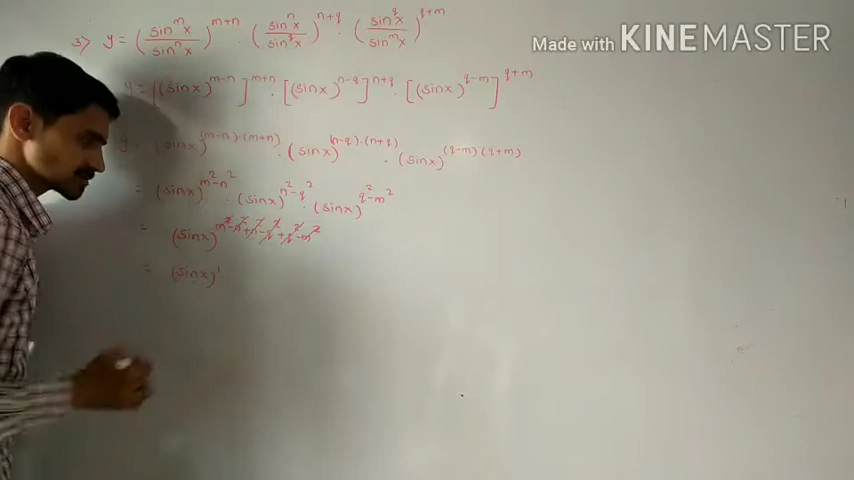 3) y = (sin^m x / sin^n x)^(m+n) · (sin^n x / sin^q x)^(n+q) · (sin^q x / sin^m x)^(q+m)
Made with KINEMASTER
y = [(sin x)^(m-n)]^(m+n) · [(sin x)^(n-q)]^(n+q) · [(sin x)^(q-m)]^(q+m)
y = (sin x)^((m-n)·(m+n)) · (sin x)^((n-q)·(n+q)) · (sin x)^((q-m)(q+m))
= (sin x)^(m²-n²) · (sin x)^(n²-q²) · (sin x)^(q²-m²)
= (sin x)^(m²-n²+n²-q²+q²-m²)
= (sin x)^1